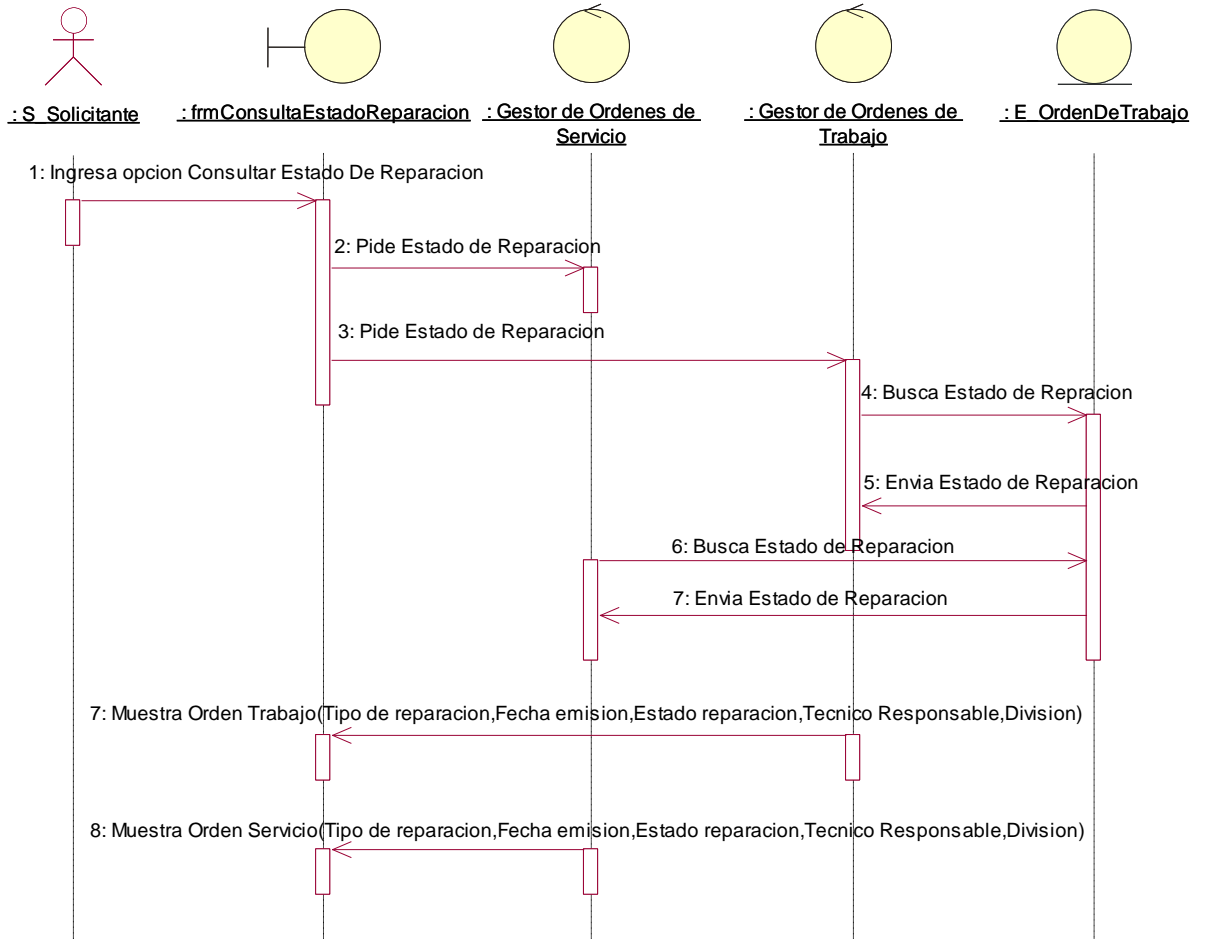 : S_Solicitante
: frmConsultaEstadoReparacion
: Gestor de Ordenes de
Servicio
: Gestor de Ordenes de
Trabajo
: E_OrdenDeTrabajo
1: Ingresa opcion Consultar Estado De Reparacion
2: Pide Estado de Reparacion
3: Pide Estado de Reparacion
4: Busca Estado de Repracion
5: Envia Estado de Reparacion
6: Busca Estado de Reparacion
7: Envia Estado de Reparacion
7: Muestra Orden Trabajo(Tipo de reparacion,Fecha emision,Estado reparacion,Tecnico Responsable,Division)
8: Muestra Orden Servicio(Tipo de reparacion,Fecha emision,Estado reparacion,Tecnico Responsable,Division)